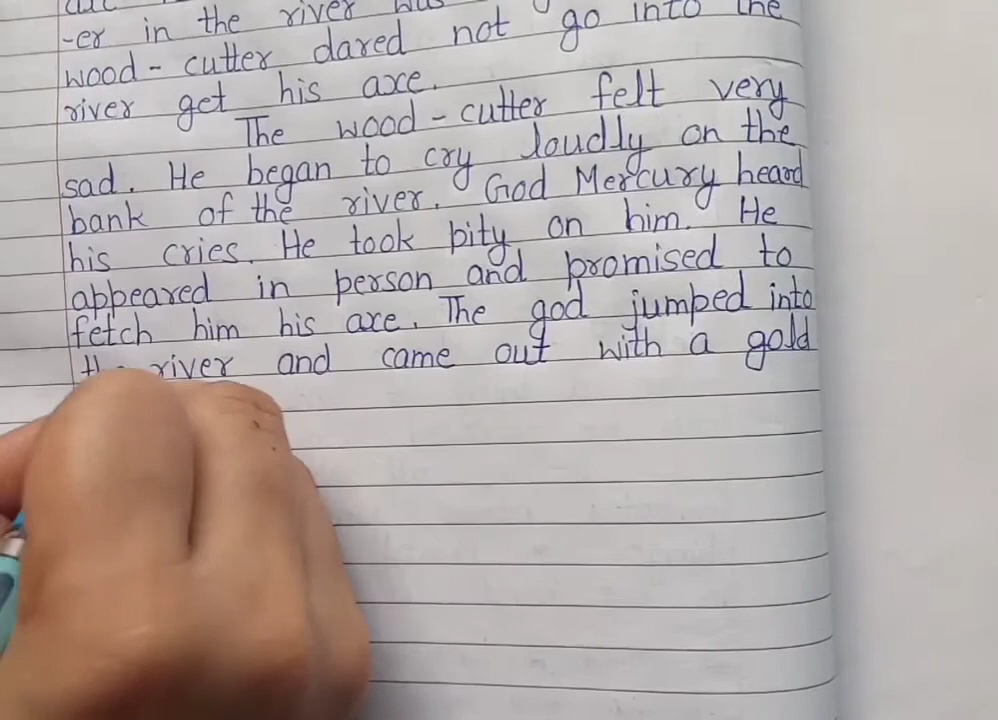 -er in the river was
wood-cutter dared not go into the
river get his axe.
The wood-cutter felt very
sad. He began to cry loudly on the
bank of the river. God Mercury heard
his cries. He took pity on him. He
appeared in person and promised to
fetch him his axe. The god jumped into
the river and came out with a gold